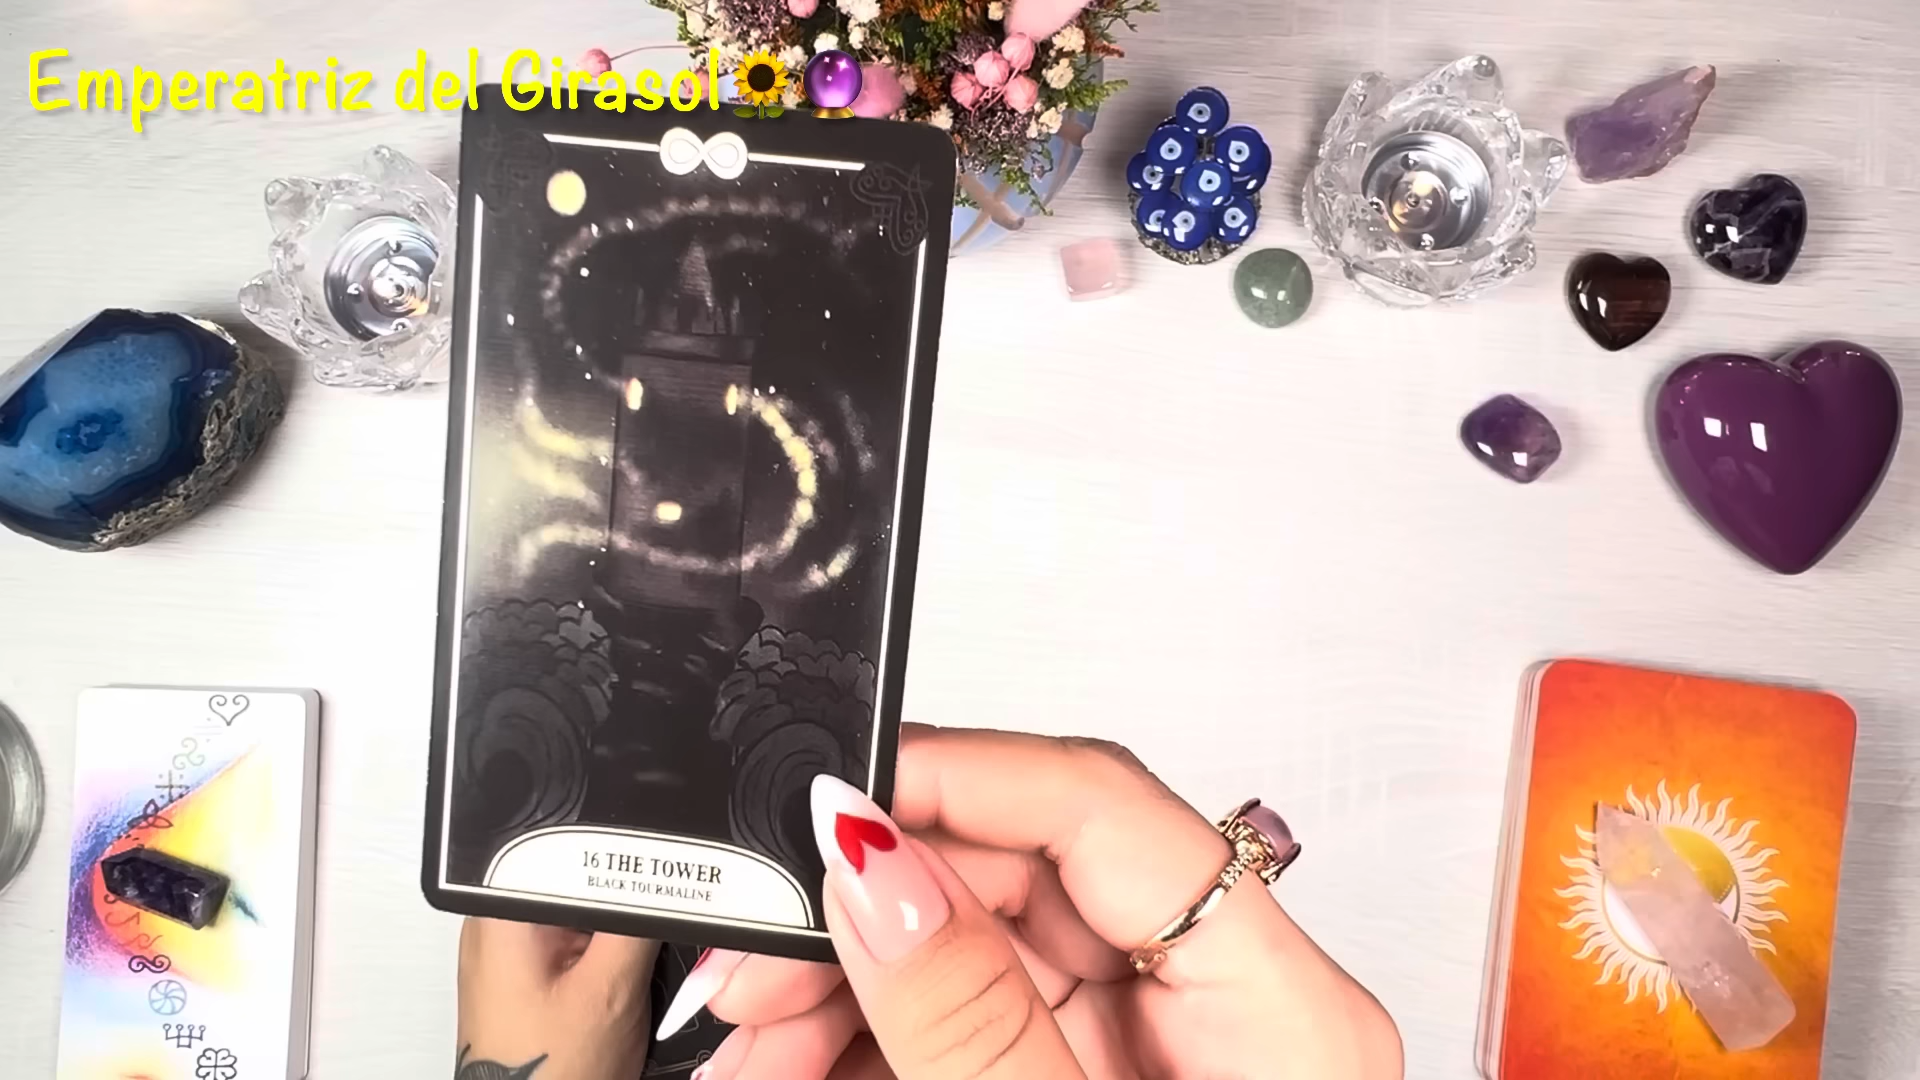 Emperatriz del Girasol🌻🔮
16 THE TOWER
BLACK TOURMALINE